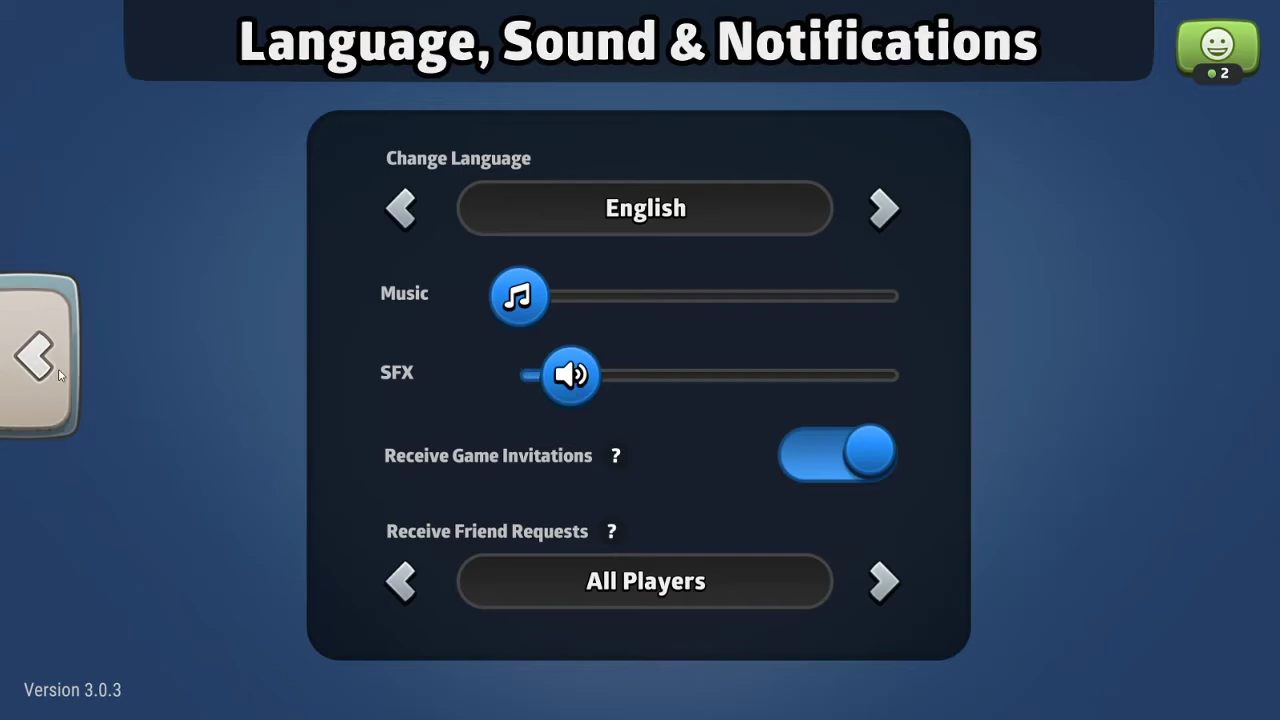 Language, Sound & Notifications
2
Change Language
English
Music
SFX
Receive Game Invitations ?
Receive Friend Requests ?
All Players
Version 3.0.3